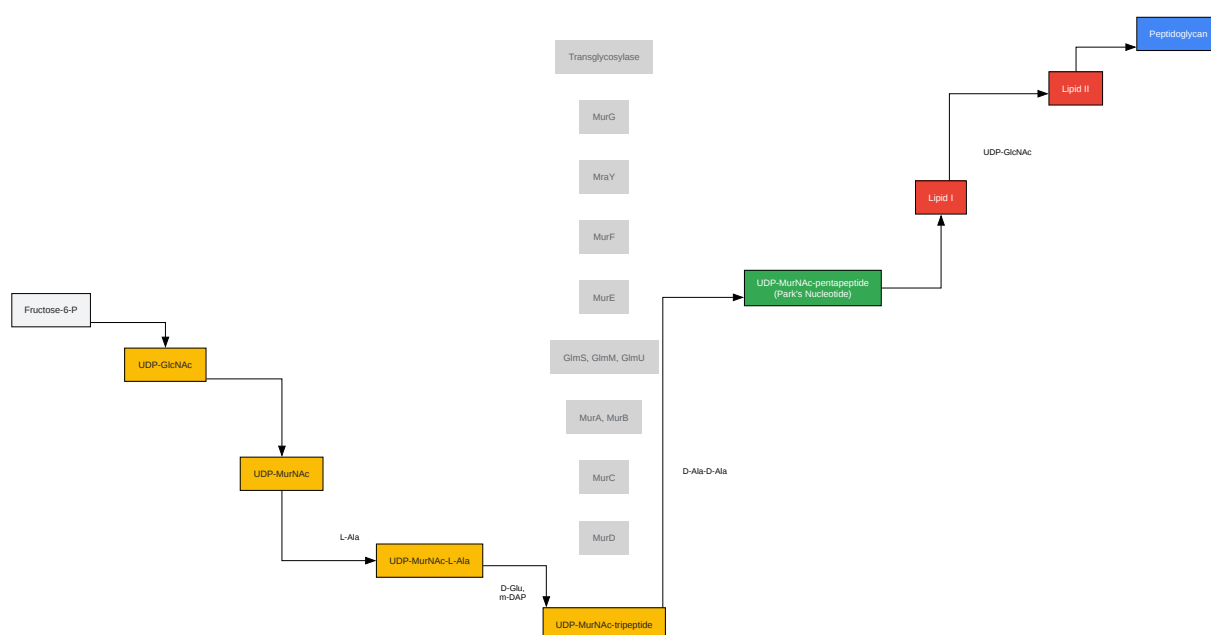 Peptidoglycan
Transglycosylase
Lipid II
MurG
UDP-GlcNAc
MraY
Lipid I
MurF
UDP-MurNAc-pentapeptide
(Park's Nucleotide)
MurE
Fructose-6-P
GlmS, GlmM, GlmU
UDP-GlcNAc
MurA, MurB
UDP-MurNAc
D-Ala-D-Ala
MurC
L-Ala
MurD
UDP-MurNAc-L-Ala
D-Glu,
m-DAP
UDP-MurNAc-tripeptide